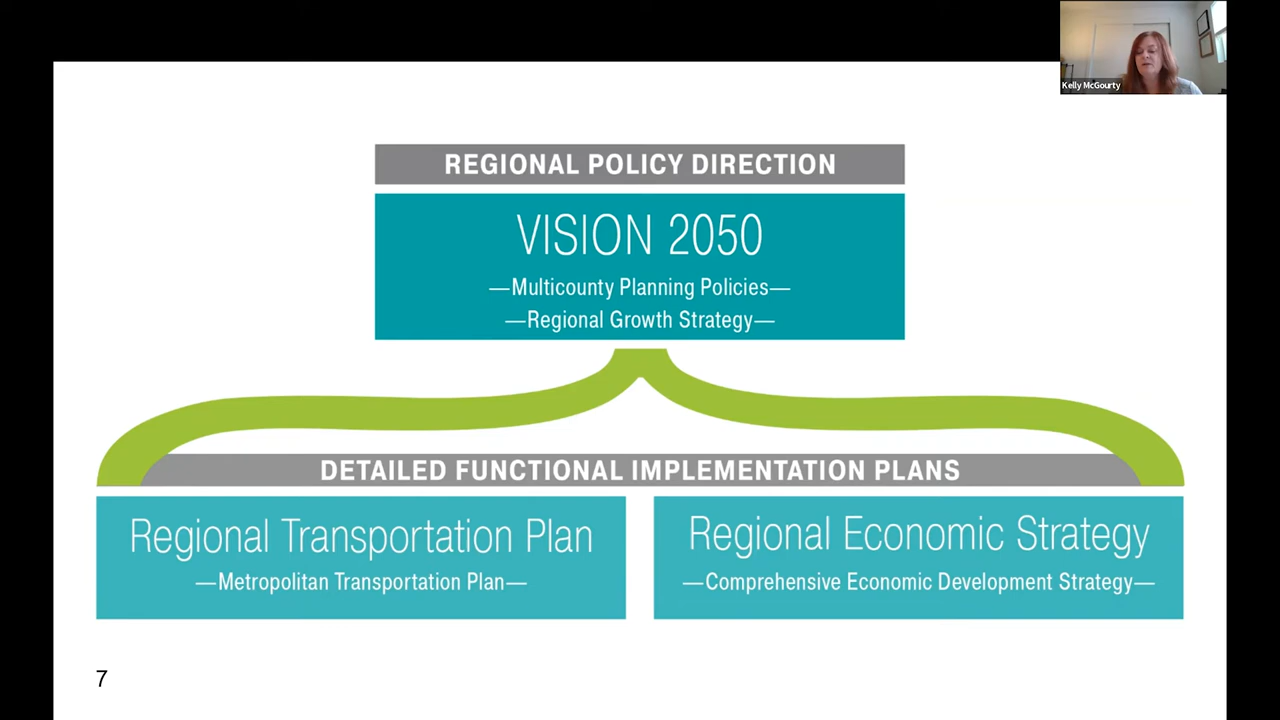 Kelly McGourty
REGIONAL POLICY DIRECTION
VISION 2050
—Multicounty Planning Policies—
—Regional Growth Strategy—
DETAILED FUNCTIONAL IMPLEMENTATION PLANS
Regional Transportation Plan
—Metropolitan Transportation Plan—
Regional Economic Strategy
—Comprehensive Economic Development Strategy—
7